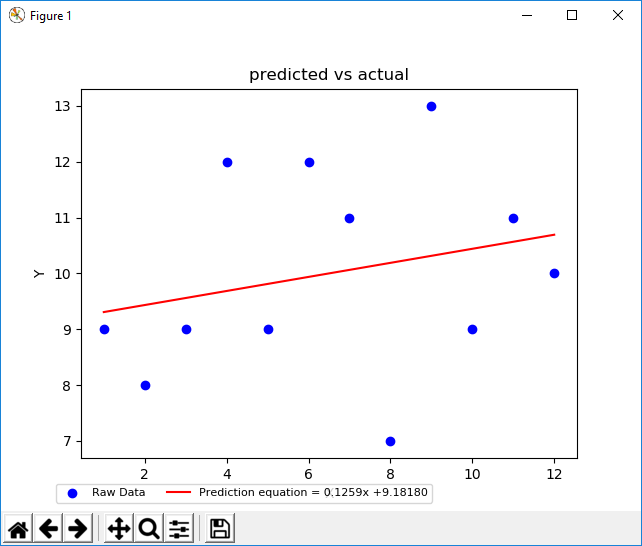 Figure 1
predicted vs actual
13
12
11
10
9
8
7
Y
2 4 6 8 10 12
Raw Data Prediction equation = 0.1259x +9.18180